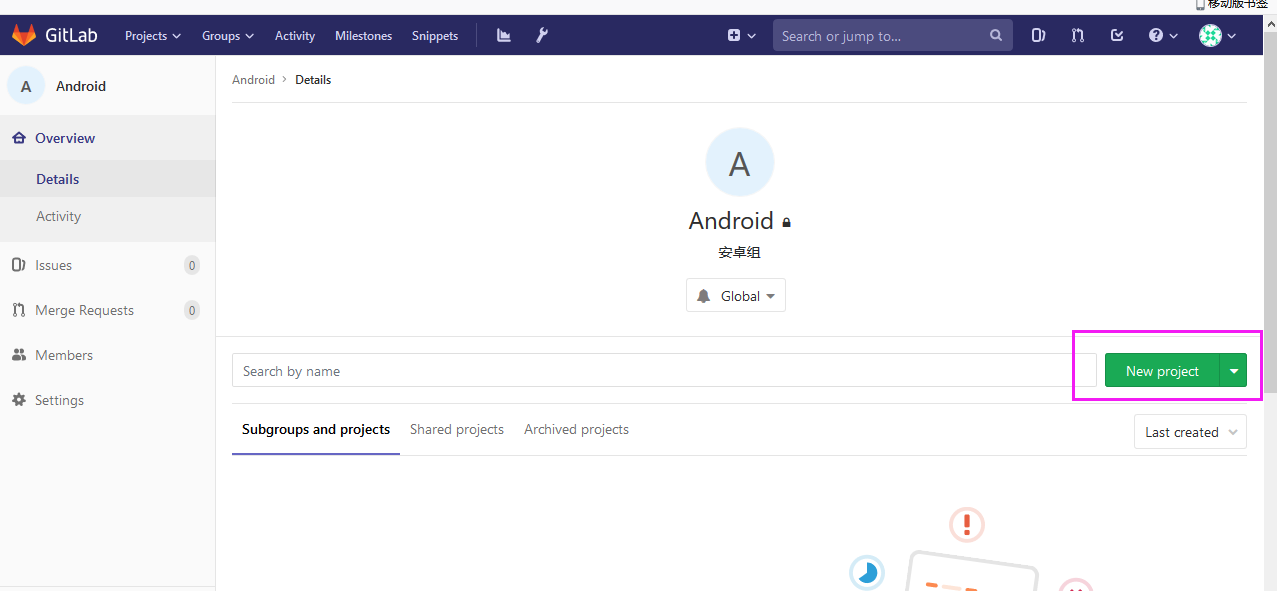 移动版书签
GitLab Projects Groups Activity Milestones Snippets Search or jump to...
A Android
Android > Details
Overview
Details
Activity
Issues 0
Merge Requests 0
Members
Settings
A
Android
安卓组
Global
Search by name
New project
Subgroups and projects Shared projects Archived projects
Last created